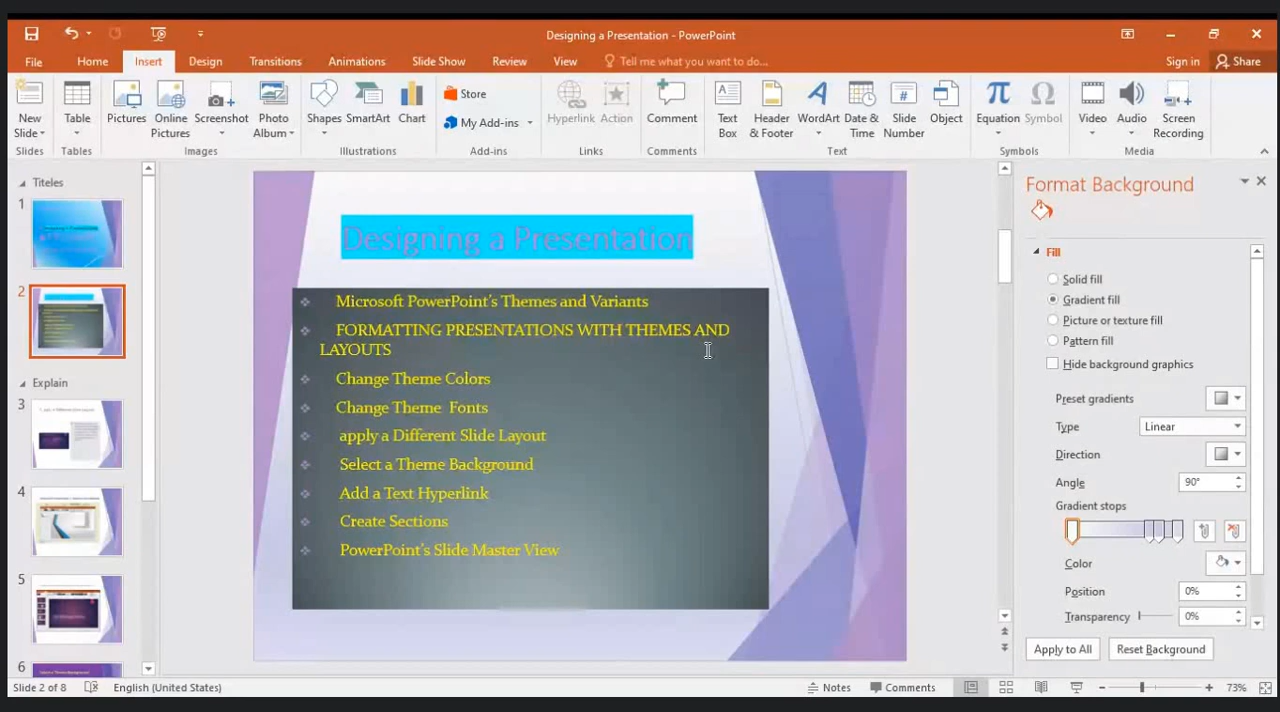 Designing a Presentation - PowerPoint
File Home Insert Design Transitions Animations Slide Show Review View Tell me what you want to do... Sign in Share
New Slide
Table
Pictures
Online Pictures
Screenshot
Photo Album
Shapes
SmartArt
Chart
Store
My Add-ins
Hyperlink
Action
Comment
Text Box
Header & Footer
WordArt
Date & Time
Slide Number
Object
Equation
Symbol
Video
Audio
Screen Recording
Slides Tables Images Illustrations Add-ins Links Comments Text Symbols Media
Titeles
1
2
Explain
3
4
5
6
Designing a Presentation
Microsoft PowerPoint's Themes and Variants
FORMATTING PRESENTATIONS WITH THEMES AND
LAYOUTS
Change Theme Colors
Change Theme Fonts
apply a Different Slide Layout
Select a Theme Background
Add a Text Hyperlink
Create Sections
PowerPoint's Slide Master View
Format Background
Fill
Solid fill
Gradient fill
Picture or texture fill
Pattern fill
Hide background graphics
Preset gradients
Type Linear
Direction
Angle 90°
Gradient stops
Color
Position 0%
Transparency 0%
Apply to All Reset Background
Slide 2 of 8 English (United States) Notes Comments 73%